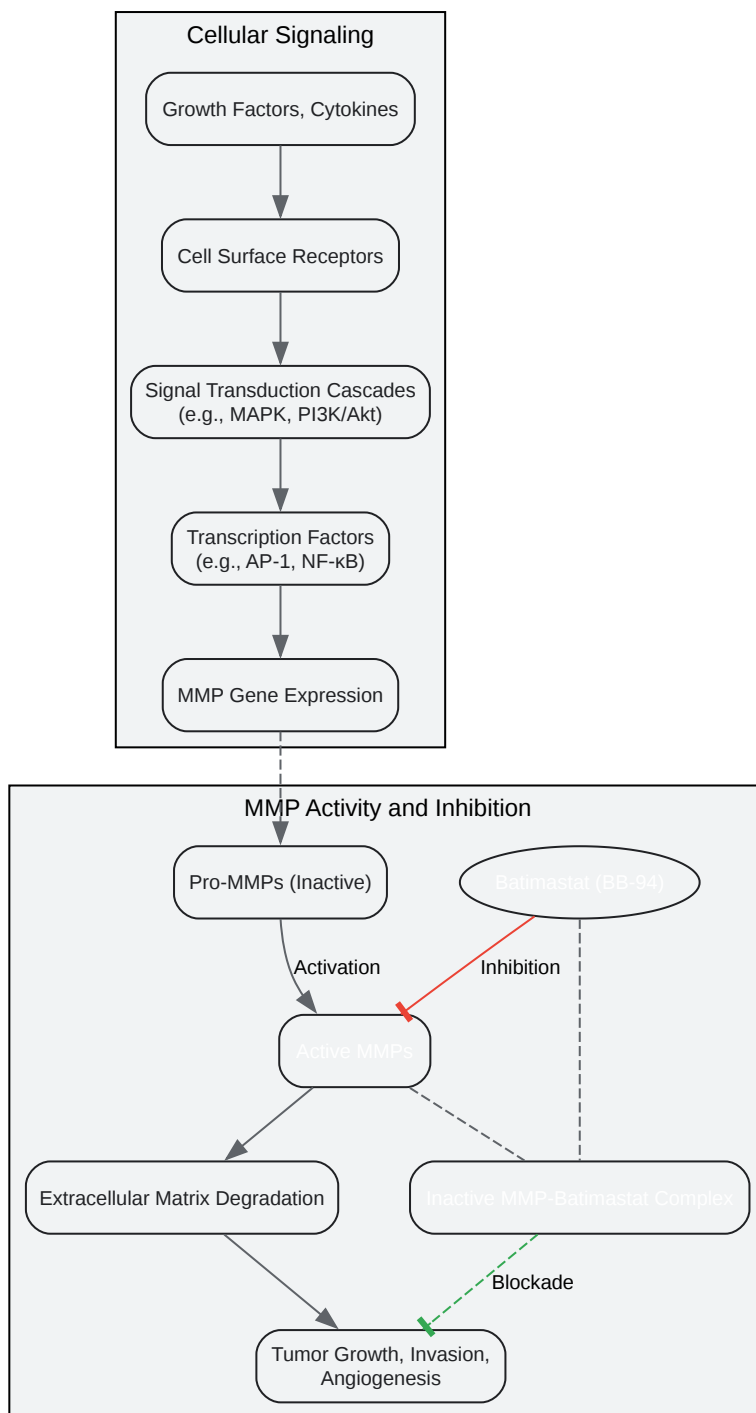 Cellular Signaling
Growth Factors, Cytokines
Cell Surface Receptors
Signal Transduction Cascades
(e.g., MAPK, PI3K/Akt)
Transcription Factors
(e.g., AP-1, NF-κB)
MMP Gene Expression
MMP Activity and Inhibition
Pro-MMPs (Inactive)
Batimastat (BB-94)
Activation
Inhibition
Active MMPs
Extracellular Matrix Degradation
Inactive MMP-Batimastat Complex
Blockade
Tumor Growth, Invasion,
Angiogenesis